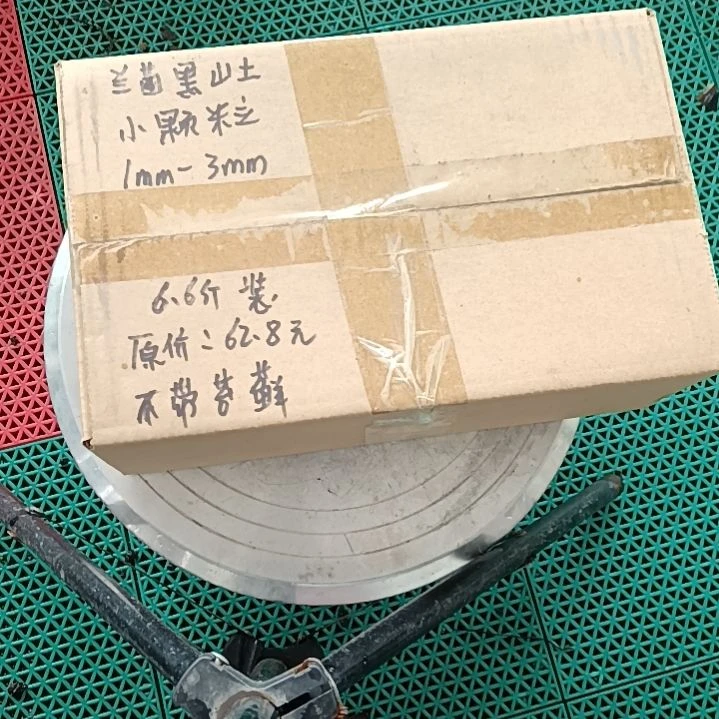 兰菌黑山土
小颗粒
1mm-3mm
6.6斤装
原价:62.8元
不带苔藓